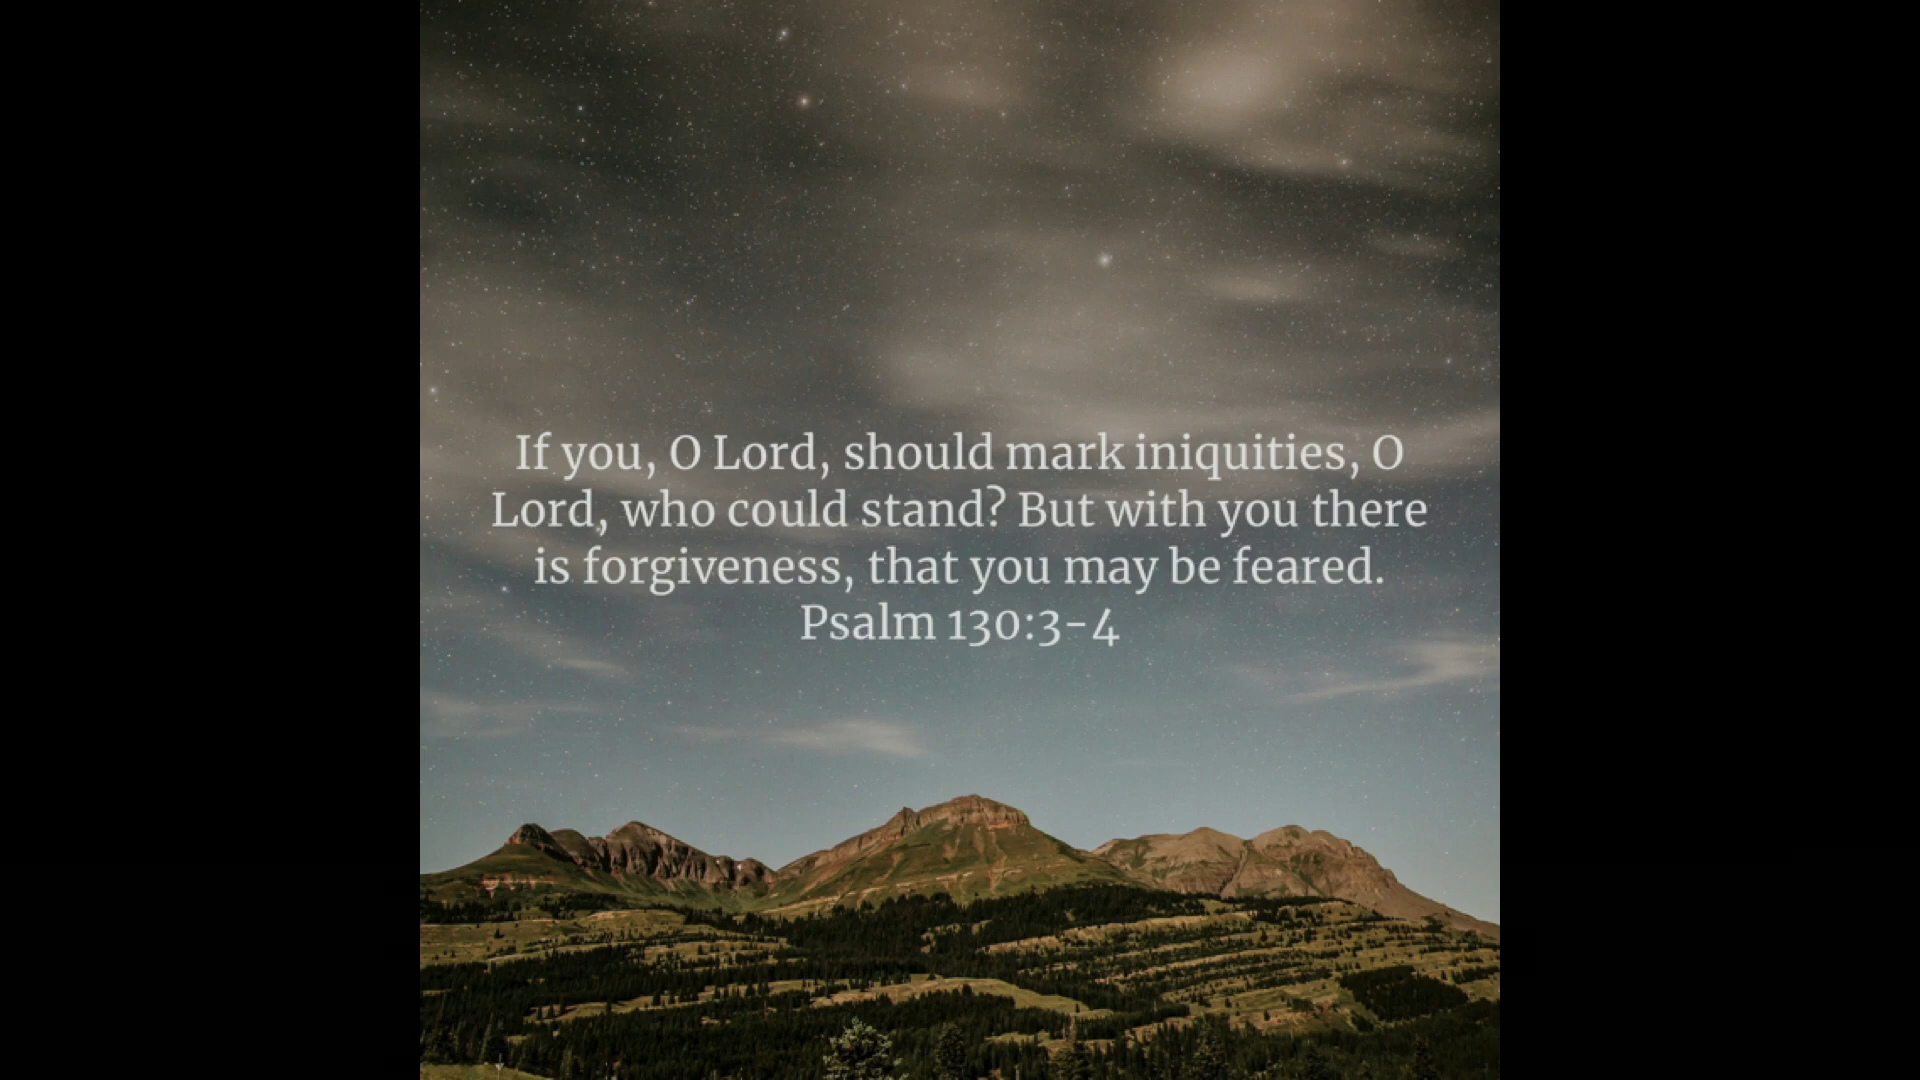 If you, O Lord, should mark iniquities, O
Lord, who could stand? But with you there
is forgiveness, that you may be feared.
Psalm 130:3-4